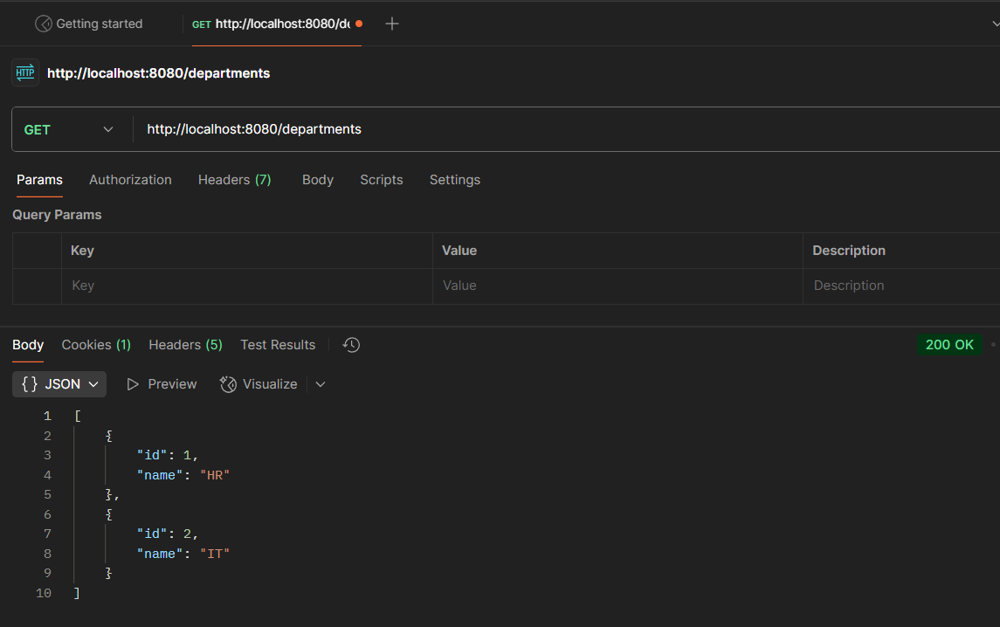 Getting started GET http://localhost:8080/de
HTTP http://localhost:8080/departments
GET http://localhost:8080/departments
Params Authorization Headers (7) Body Scripts Settings
Query Params
Key Value Description
Key Value Description
Body Cookies (1) Headers (5) Test Results 200 OK
{} JSON Preview Visualize
1 [
2 {
3 "id": 1,
4 "name": "HR"
5 },
6 {
7 "id": 2,
8 "name": "IT"
9 }
10 ]